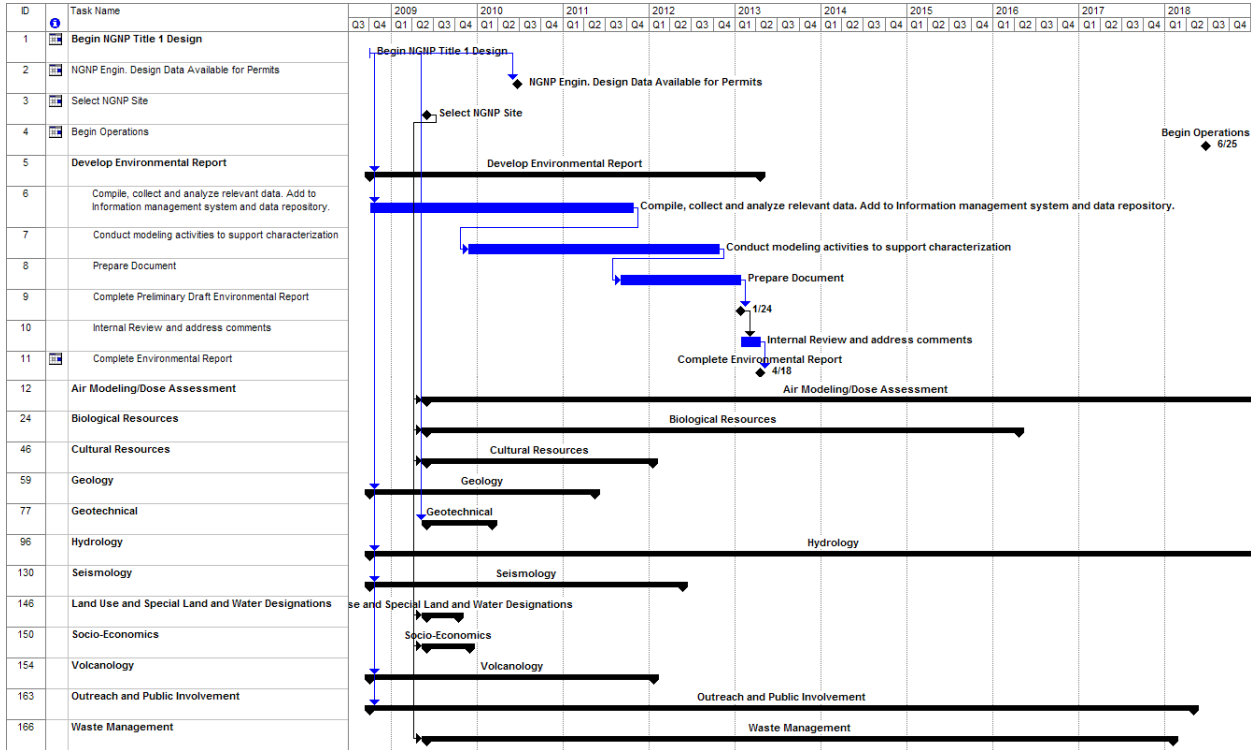 ID Task Name 2009 2010 2011 2012 2013 2014 2015 2016 2017 2018
Q3 Q4 Q1 Q2 Q3 Q4 Q1 Q2 Q3 Q4 Q1 Q2 Q3 Q4 Q1 Q2 Q3 Q4 Q1 Q2 Q3 Q4 Q1 Q2 Q3 Q4 Q1 Q2 Q3 Q4 Q1 Q2 Q3 Q4 Q1 Q2 Q3 Q4 Q1 Q2 Q3 Q4
1 Begin NGNP Title 1 Design
Begin NGNP Title 1 Design
2 NGNP Engin. Design Data Available for Permits
NGNP Engin. Design Data Available for Permits
3 Select NGNP Site
Select NGNP Site
4 Begin Operations
Begin Operations
6/25
5 Develop Environmental Report
Develop Environmental Report
6 Compile, collect and analyze relevant data. Add to
Information management system and data repository.
Compile, collect and analyze relevant data. Add to Information management system and data repository.
7 Conduct modeling activities to support characterization
Conduct modeling activities to support characterization
8 Prepare Document
Prepare Document
9 Complete Preliminary Draft Environmental Report
1/24
10 Internal Review and address comments
Internal Review and address comments
11 Complete Environmental Report
Complete Environmental Report
4/18
12 Air Modeling/Dose Assessment
Air Modeling/Dose Assessment
24 Biological Resources
Biological Resources
46 Cultural Resources
Cultural Resources
59 Geology
Geology
77 Geotechnical
Geotechnical
96 Hydrology
Hydrology
130 Seismology
Seismology
146 Land Use and Special Land and Water Designations
se and Special Land and Water Designations
150 Socio-Economics
Socio-Economics
154 Volcanology
Volcanology
163 Outreach and Public Involvement
Outreach and Public Involvement
166 Waste Management
Waste Management